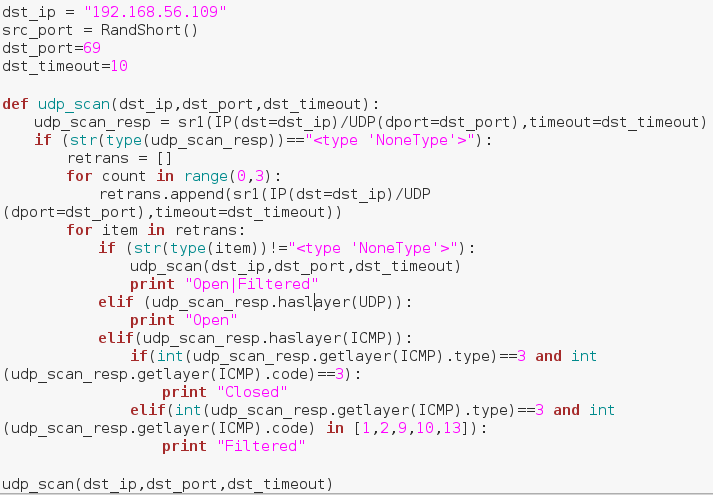 dst_ip = "192.168.56.109"
src_port = RandShort()
dst_port=69
dst_timeout=10

def udp_scan(dst_ip,dst_port,dst_timeout):
    udp_scan_resp = sr1(IP(dst=dst_ip)/UDP(dport=dst_port),timeout=dst_timeout)
    if (str(type(udp_scan_resp))=="<type 'NoneType'>"):
        retrans = []
        for count in range(0,3):
            retrans.append(sr1(IP(dst=dst_ip)/UDP
(dport=dst_port),timeout=dst_timeout))
        for item in retrans:
            if (str(type(item))!="<type 'NoneType'>"):
                udp_scan(dst_ip,dst_port,dst_timeout)
                print "Open|Filtered"
            elif (udp_scan_resp.haslayer(UDP)):
                print "Open"
            elif(udp_scan_resp.haslayer(ICMP)):
                if(int(udp_scan_resp.getlayer(ICMP).type)==3 and int
(udp_scan_resp.getlayer(ICMP).code)==3):
                    print "Closed"
                elif(int(udp_scan_resp.getlayer(ICMP).type)==3 and int
(udp_scan_resp.getlayer(ICMP).code) in [1,2,9,10,13]):
                    print "Filtered"

udp_scan(dst_ip,dst_port,dst_timeout)